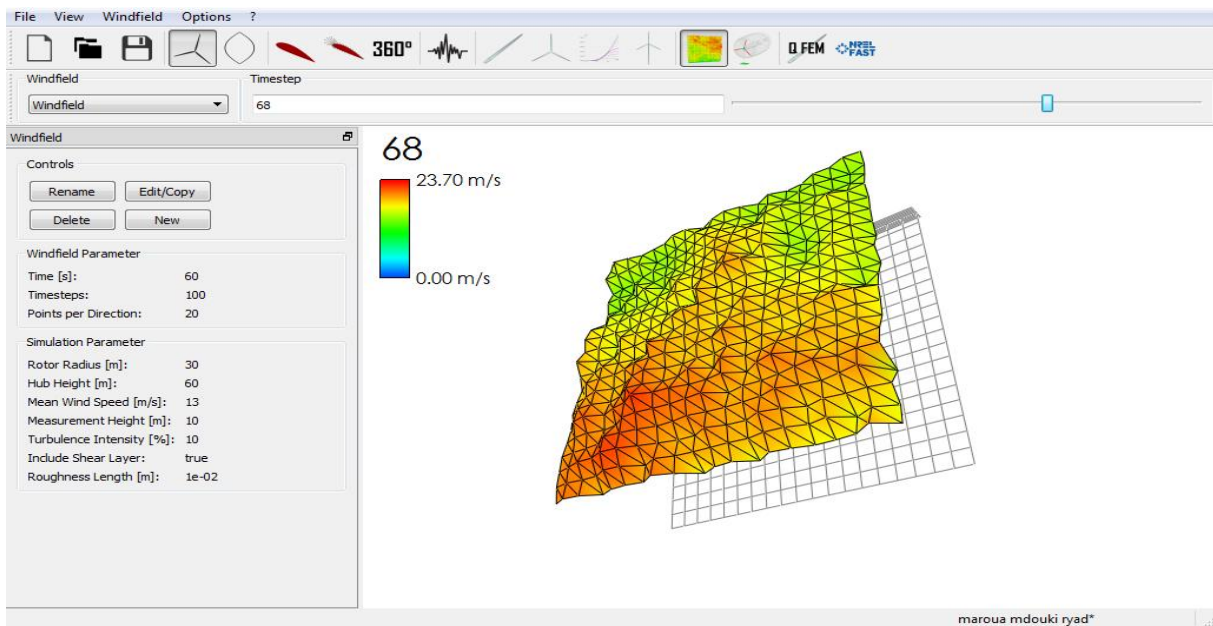 File View Windfield Options ?
360° Q FEM NREL FAST
Windfield Timestep
Windfield 68
Windfield
Controls
Rename Edit/Copy
Delete New
Windfield Parameter
Time [s]: 60
Timesteps: 100
Points per Direction: 20
Simulation Parameter
Rotor Radius [m]: 30
Hub Height [m]: 60
Mean Wind Speed [m/s]: 13
Measurement Height [m]: 10
Turbulence Intensity [%]: 10
Include Shear Layer: true
Roughness Length [m]: 1e-02
68
23.70 m/s
0.00 m/s
maroua mdouki ryad*